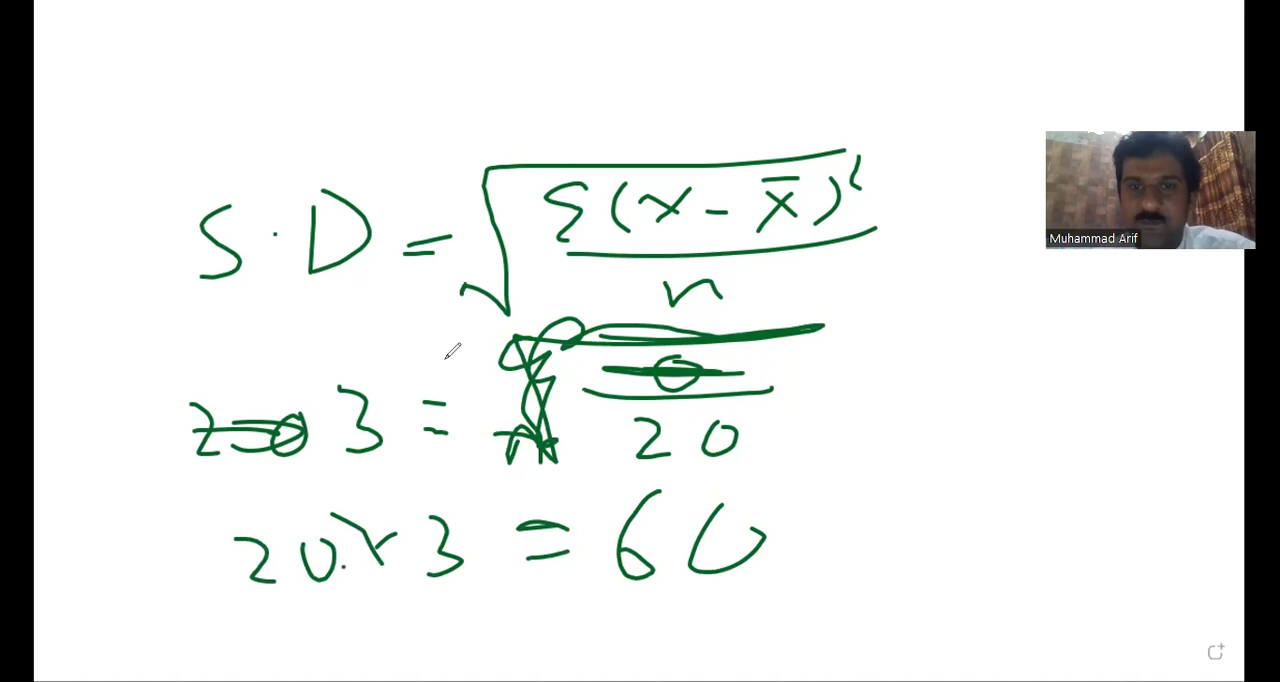 S.D = √Σ(x - x̄)² / n
3 = 20
20 × 3 = 60
Muhammad Arif